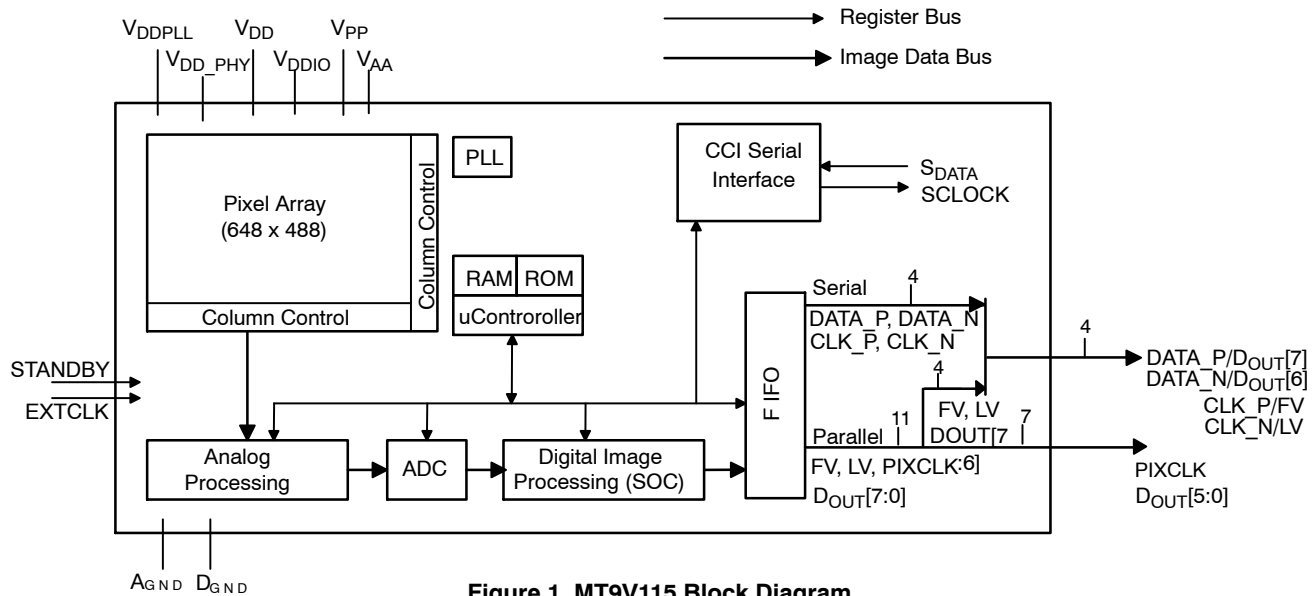 Register Bus
Image Data Bus
VDDPLL
VDD
VPP
VDD_PHY
VDDIO
VAA
PLL
CCI Serial
Interface
SDATA
SCLOCK
Pixel Array
(648 x 488)
Column Control
Column Control
RAM
ROM
uControroller
STANDBY
EXTCLK
Analog
Processing
ADC
Digital Image
Processing (SOC)
F IFO
Serial
4
DATA_P, DATA_N
CLK_P, CLK_N
4
FV, LV
DOUT[7
:6]
Parallel
11
7
FV, LV, PIXCLK
DOUT[7:0]
4
DATA_P/DOUT[7]
DATA_N/DOUT[6]
CLK_P/FV
CLK_N/LV
PIXCLK
DOUT[5:0]
AGND
DGND
Figure 1. MT9V115 Block Diagram